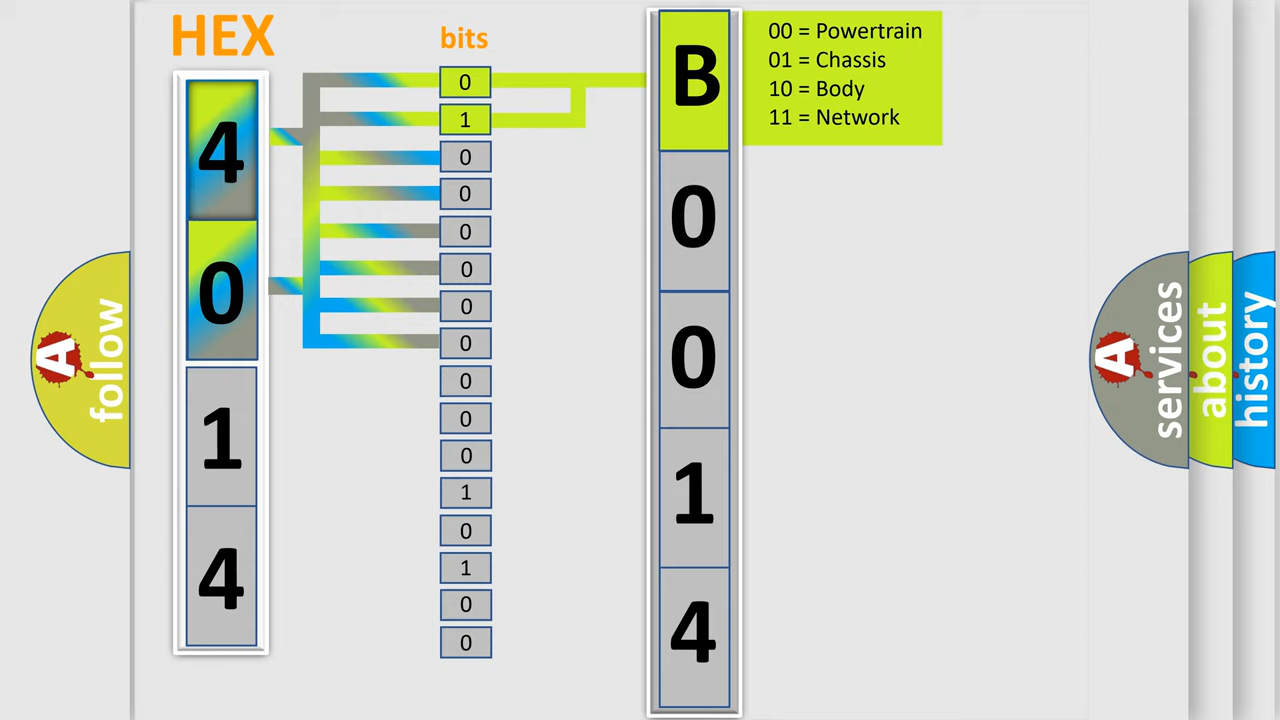 HEX
bits
4
0
1
4
0
1
0
0
0
0
0
0
0
0
0
1
0
1
0
0
B
0
0
1
4
00 = Powertrain
01 = Chassis
10 = Body
11 = Network
A
follow
A
services
about
history